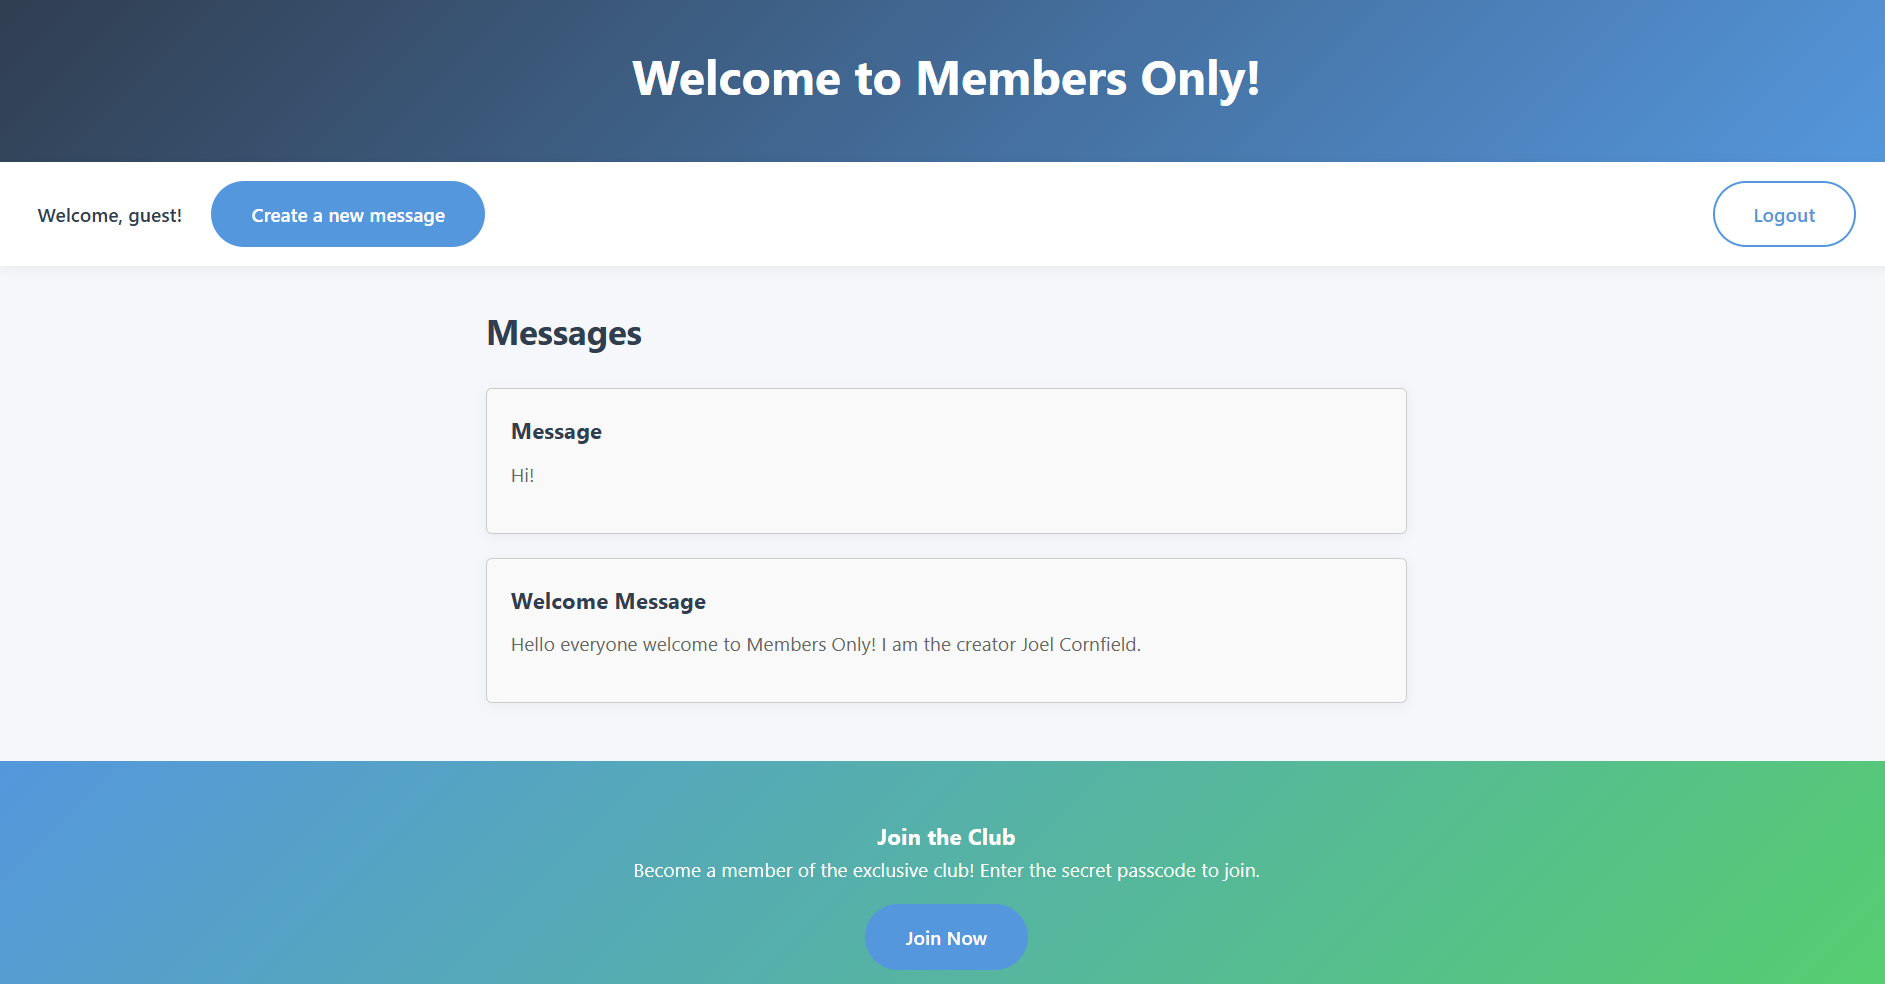 Welcome to Members Only!
Welcome, guest!
Create a new message
Logout
Messages
Message
Hi!
Welcome Message
Hello everyone welcome to Members Only! I am the creator Joel Cornfield.
Join the Club
Become a member of the exclusive club! Enter the secret passcode to join.
Join Now